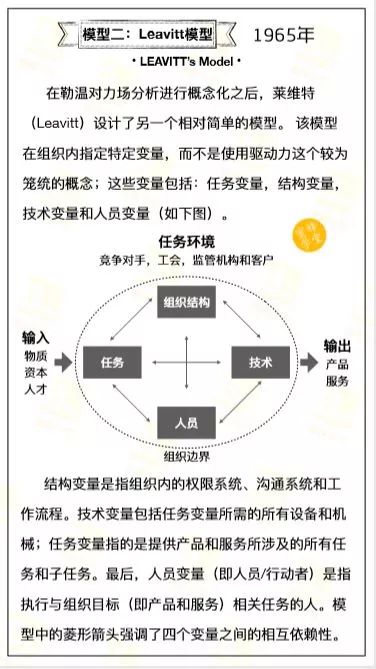 模型二：Leavitt模型 1965年
• LEAVITT's Model •
在勒温对力场分析进行概念化之后，莱维特
（Leavitt）设计了另一个相对简单的模型。 该模型
在组织内指定特定变量，而不是使用驱动力这个较为
笼统的概念；这些变量包括：任务变量，结构变量，
技术变量和人员变量（如下图）。
任务环境
竞争对手，工会，监管机构和客户
组织结构
输入
物质
资本
人才
任务
技术
输出
产品
服务
人员
组织边界
结构变量是指组织内的权限系统、沟通系统和工
作流程。技术变量包括任务变量所需的所有设备和机
械；任务变量指的是提供产品和服务所涉及的所有任
务和子任务。最后，人员变量（即人员/行动者）是指
执行与组织目标（即产品和服务）相关任务的人。模
型中的菱形箭头强调了四个变量之间的相互依赖性。